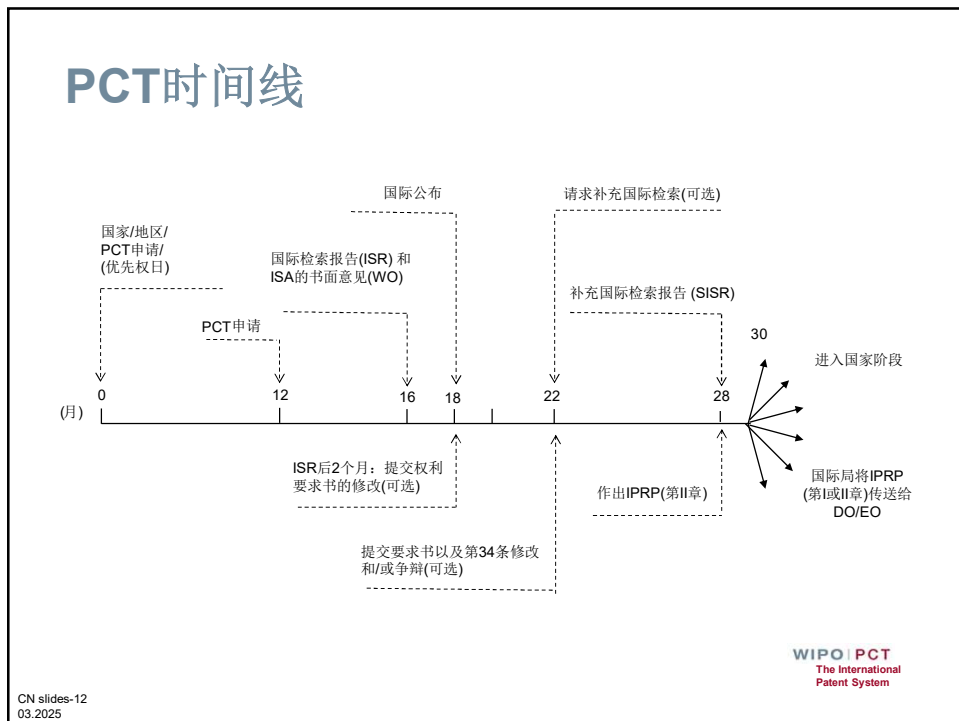 PCT时间线
国际公布
请求补充国际检索(可选)
国家/地区/
PCT申请/
(优先权日)
国际检索报告(ISR) 和
ISA的书面意见(WO)
补充国际检索报告 (SISR)
PCT申请
30
进入国家阶段
(月)
0
12
16
18
22
28
ISR后2个月：提交权利
要求书的修改(可选)
作出IPRP(第II章)
国际局将IPRP
(第I或II章)传送给
DO/EO
提交要求书以及第34条修改
和/或争辩(可选)
WIPO|PCT
The International
Patent System
CN slides-12
03.2025